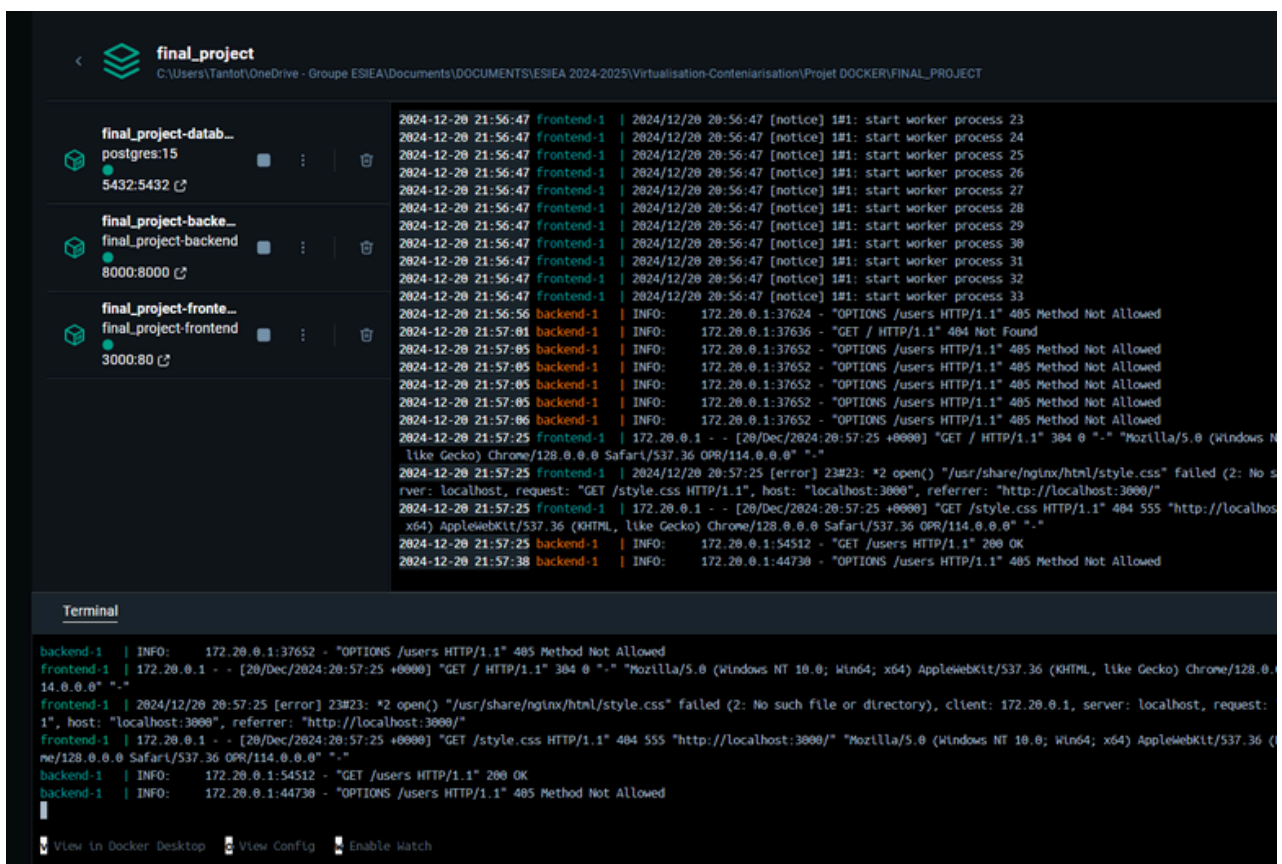 final_project
C:\Users\Tantot\OneDrive - Groupe ESIEA\Documents\DOCUMENTS\ESIEA 2024-2025\Virtualisation-Conteniarisation\Projet DOCKER\FINAL_PROJECT
final_project-datab...
postgres:15
5432:5432
final_project-backe...
final_project-backend
8000:8000
final_project-fronte...
final_project-frontend
3000:80
2024-12-20 21:56:47 frontend-1 | 2024/12/20 20:56:47 [notice] 1#1: start worker process 23
2024-12-20 21:56:47 frontend-1 | 2024/12/20 20:56:47 [notice] 1#1: start worker process 24
2024-12-20 21:56:47 frontend-1 | 2024/12/20 20:56:47 [notice] 1#1: start worker process 25
2024-12-20 21:56:47 frontend-1 | 2024/12/20 20:56:47 [notice] 1#1: start worker process 26
2024-12-20 21:56:47 frontend-1 | 2024/12/20 20:56:47 [notice] 1#1: start worker process 27
2024-12-20 21:56:47 frontend-1 | 2024/12/20 20:56:47 [notice] 1#1: start worker process 28
2024-12-20 21:56:47 frontend-1 | 2024/12/20 20:56:47 [notice] 1#1: start worker process 29
2024-12-20 21:56:47 frontend-1 | 2024/12/20 20:56:47 [notice] 1#1: start worker process 30
2024-12-20 21:56:47 frontend-1 | 2024/12/20 20:56:47 [notice] 1#1: start worker process 31
2024-12-20 21:56:47 frontend-1 | 2024/12/20 20:56:47 [notice] 1#1: start worker process 32
2024-12-20 21:56:47 frontend-1 | 2024/12/20 20:56:47 [notice] 1#1: start worker process 33
2024-12-20 21:56:56 backend-1 | INFO: 172.20.0.1:37624 - "OPTIONS /users HTTP/1.1" 405 Method Not Allowed
2024-12-20 21:57:01 backend-1 | INFO: 172.20.0.1:37636 - "GET / HTTP/1.1" 404 Not Found
2024-12-20 21:57:05 backend-1 | INFO: 172.20.0.1:37652 - "OPTIONS /users HTTP/1.1" 405 Method Not Allowed
2024-12-20 21:57:05 backend-1 | INFO: 172.20.0.1:37652 - "OPTIONS /users HTTP/1.1" 405 Method Not Allowed
2024-12-20 21:57:05 backend-1 | INFO: 172.20.0.1:37652 - "OPTIONS /users HTTP/1.1" 405 Method Not Allowed
2024-12-20 21:57:05 backend-1 | INFO: 172.20.0.1:37652 - "OPTIONS /users HTTP/1.1" 405 Method Not Allowed
2024-12-20 21:57:06 backend-1 | INFO: 172.20.0.1:37652 - "OPTIONS /users HTTP/1.1" 405 Method Not Allowed
2024-12-20 21:57:25 frontend-1 | 172.20.0.1 - - [20/Dec/2024:20:57:25 +0000] "GET / HTTP/1.1" 304 0 "-" "Mozilla/5.0 (Windows N
like Gecko) Chrome/128.0.0.0 Safari/537.36 OPR/114.0.0.0" "-"
2024-12-20 21:57:25 frontend-1 | 2024/12/20 20:57:25 [error] 23#23: *2 open() "/usr/share/nginx/html/style.css" failed (2: No s
rver: localhost, request: "GET /style.css HTTP/1.1", host: "localhost:3000", referrer: "http://localhost:3000/"
2024-12-20 21:57:25 frontend-1 | 172.20.0.1 - - [20/Dec/2024:20:57:25 +0000] "GET /style.css HTTP/1.1" 404 555 "http://localhos
x64) AppleWebKit/537.36 (KHTML, like Gecko) Chrome/128.0.0.0 Safari/537.36 OPR/114.0.0.0" "-"
2024-12-20 21:57:25 backend-1 | INFO: 172.20.0.1:54512 - "GET /users HTTP/1.1" 200 OK
2024-12-20 21:57:38 backend-1 | INFO: 172.20.0.1:44730 - "OPTIONS /users HTTP/1.1" 405 Method Not Allowed
Terminal
backend-1 | INFO: 172.20.0.1:37652 - "OPTIONS /users HTTP/1.1" 405 Method Not Allowed
frontend-1 | 172.20.0.1 - - [20/Dec/2024:20:57:25 +0000] "GET / HTTP/1.1" 304 0 "-" "Mozilla/5.0 (Windows NT 10.0; Win64; x64) AppleWebKit/537.36 (KHTML, like Gecko) Chrome/128.0.
14.0.0.0" "-"
frontend-1 | 2024/12/20 20:57:25 [error] 23#23: *2 open() "/usr/share/nginx/html/style.css" failed (2: No such file or directory), client: 172.20.0.1, server: localhost, request:
1", host: "localhost:3000", referrer: "http://localhost:3000/"
frontend-1 | 172.20.0.1 - - [20/Dec/2024:20:57:25 +0000] "GET /style.css HTTP/1.1" 404 555 "http://localhost:3000/" "Mozilla/5.0 (Windows NT 10.0; Win64; x64) AppleWebKit/537.36 (
me/128.0.0.0 Safari/537.36 OPR/114.0.0.0" "-"
backend-1 | INFO: 172.20.0.1:54512 - "GET /users HTTP/1.1" 200 OK
backend-1 | INFO: 172.20.0.1:44730 - "OPTIONS /users HTTP/1.1" 405 Method Not Allowed
v View in Docker Desktop o View Config w Enable Watch